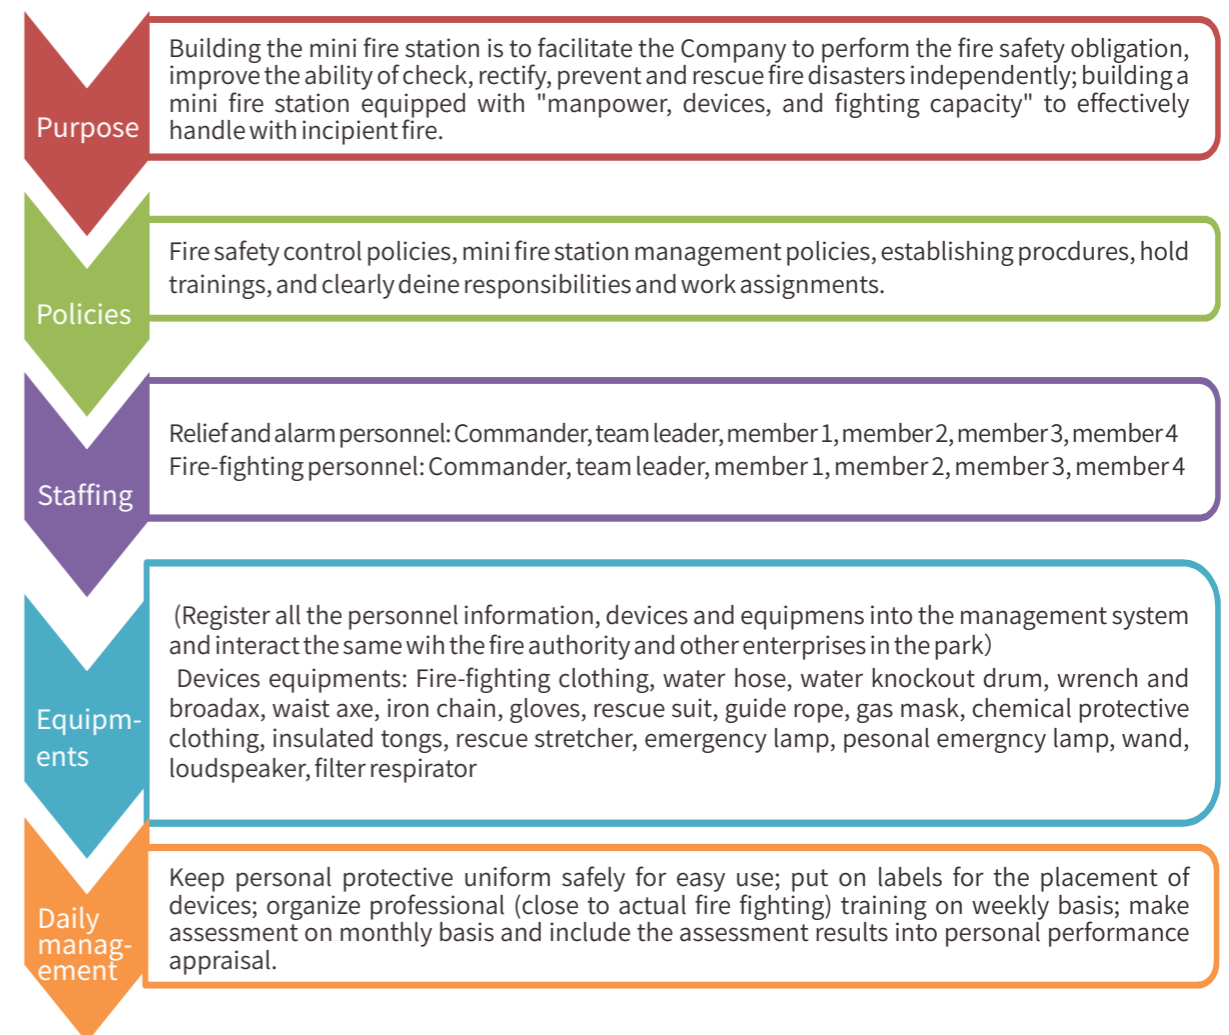 Purpose
Building the mini fire station is to facilitate the Company to perform the fire safety obligation,
improve the ability of check, rectify, prevent and rescue fire disasters independently; building a
mini fire station equipped with "manpower, devices, and fighting capacity" to effectively
handle with incipient fire.
Policies
Fire safety control policies, mini fire station management policies, establishing procdures, hold
trainings, and clearly deine responsibilities and work assignments.
Staffing
Relief and alarm personnel: Commander, team leader, member 1, member 2, member 3, member 4
Fire-fighting personnel: Commander, team leader, member 1, member 2, member 3, member 4
Equipm-
ents
(Register all the personnel information, devices and equipmens into the management system
and interact the same wih the fire authority and other enterprises in the park）
Devices equipments: Fire-fighting clothing, water hose, water knockout drum, wrench and
broadax, waist axe, iron chain, gloves, rescue suit, guide rope, gas mask, chemical protective
clothing, insulated tongs, rescue stretcher, emergency lamp, pesonal emergncy lamp, wand,
loudspeaker, filter respirator
Daily
manag-
ement
Keep personal protective uniform safely for easy use; put on labels for the placement of
devices; organize professional (close to actual fire fighting) training on weekly basis; make
assessment on monthly basis and include the assessment results into personal performance
appraisal.